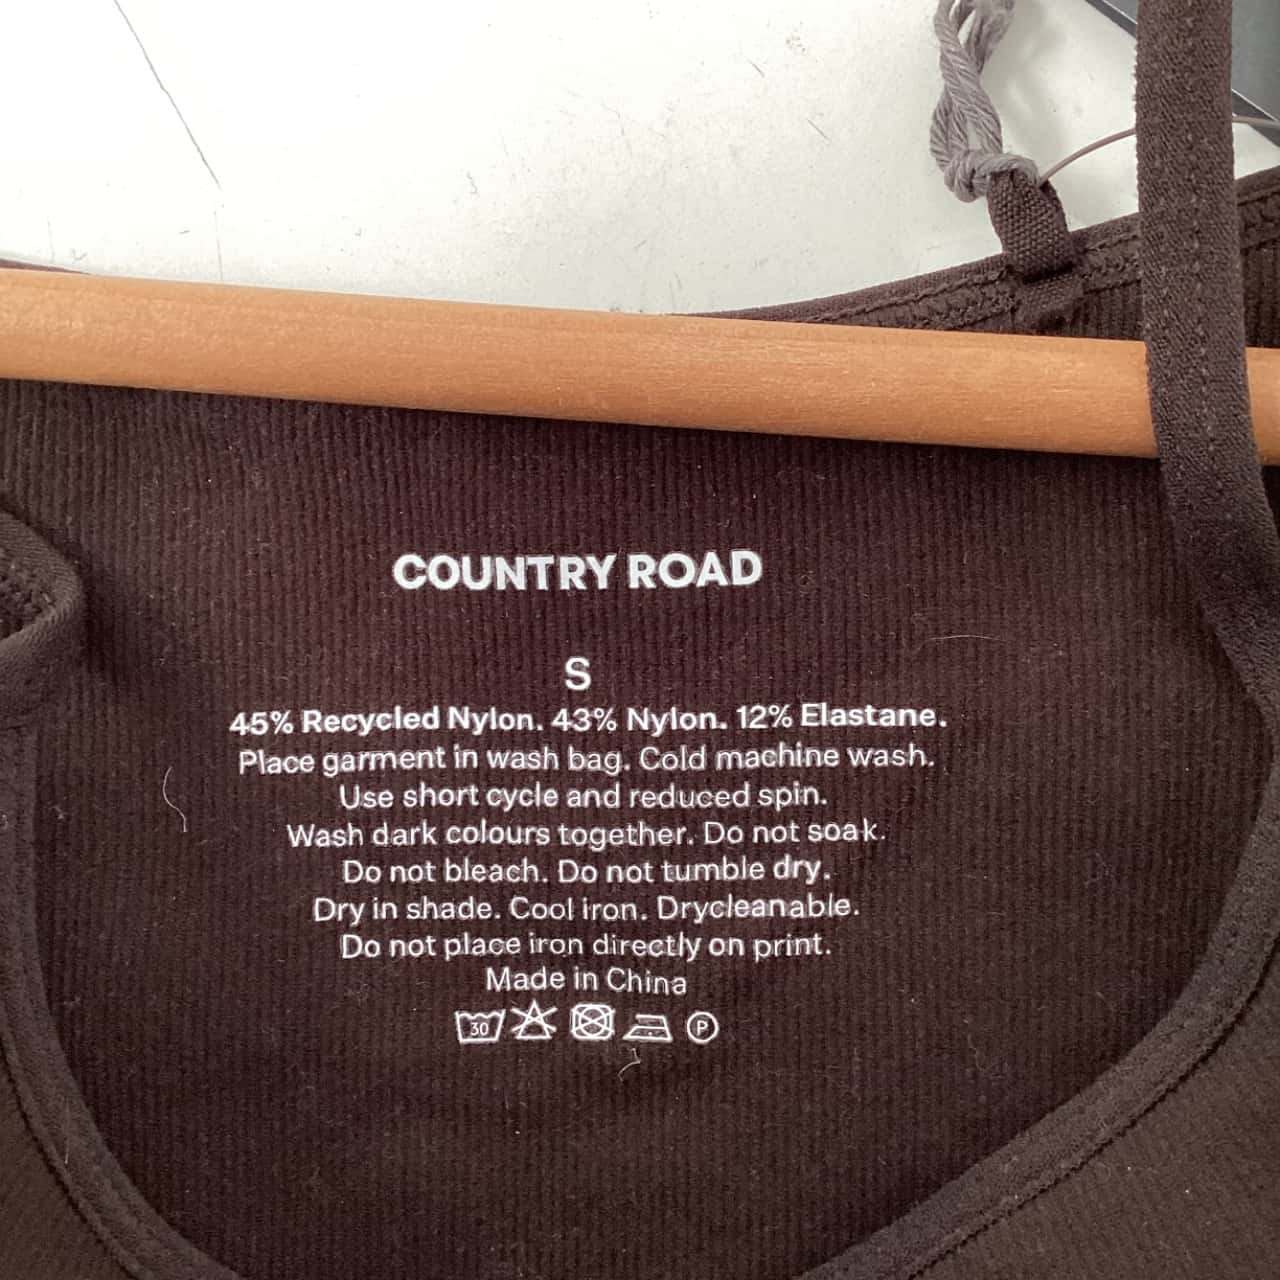 COUNTRY ROAD
S
45% Recycled Nylon. 43% Nylon. 12% Elastane.
Place garment in wash bag. Cold machine wash.
Use short cycle and reduced spin.
Wash dark colours together. Do not soak.
Do not bleach. Do not tumble dry.
Dry in shade. Cool iron. Drycleanable.
Do not place iron directly on print.
Made in China
30 P